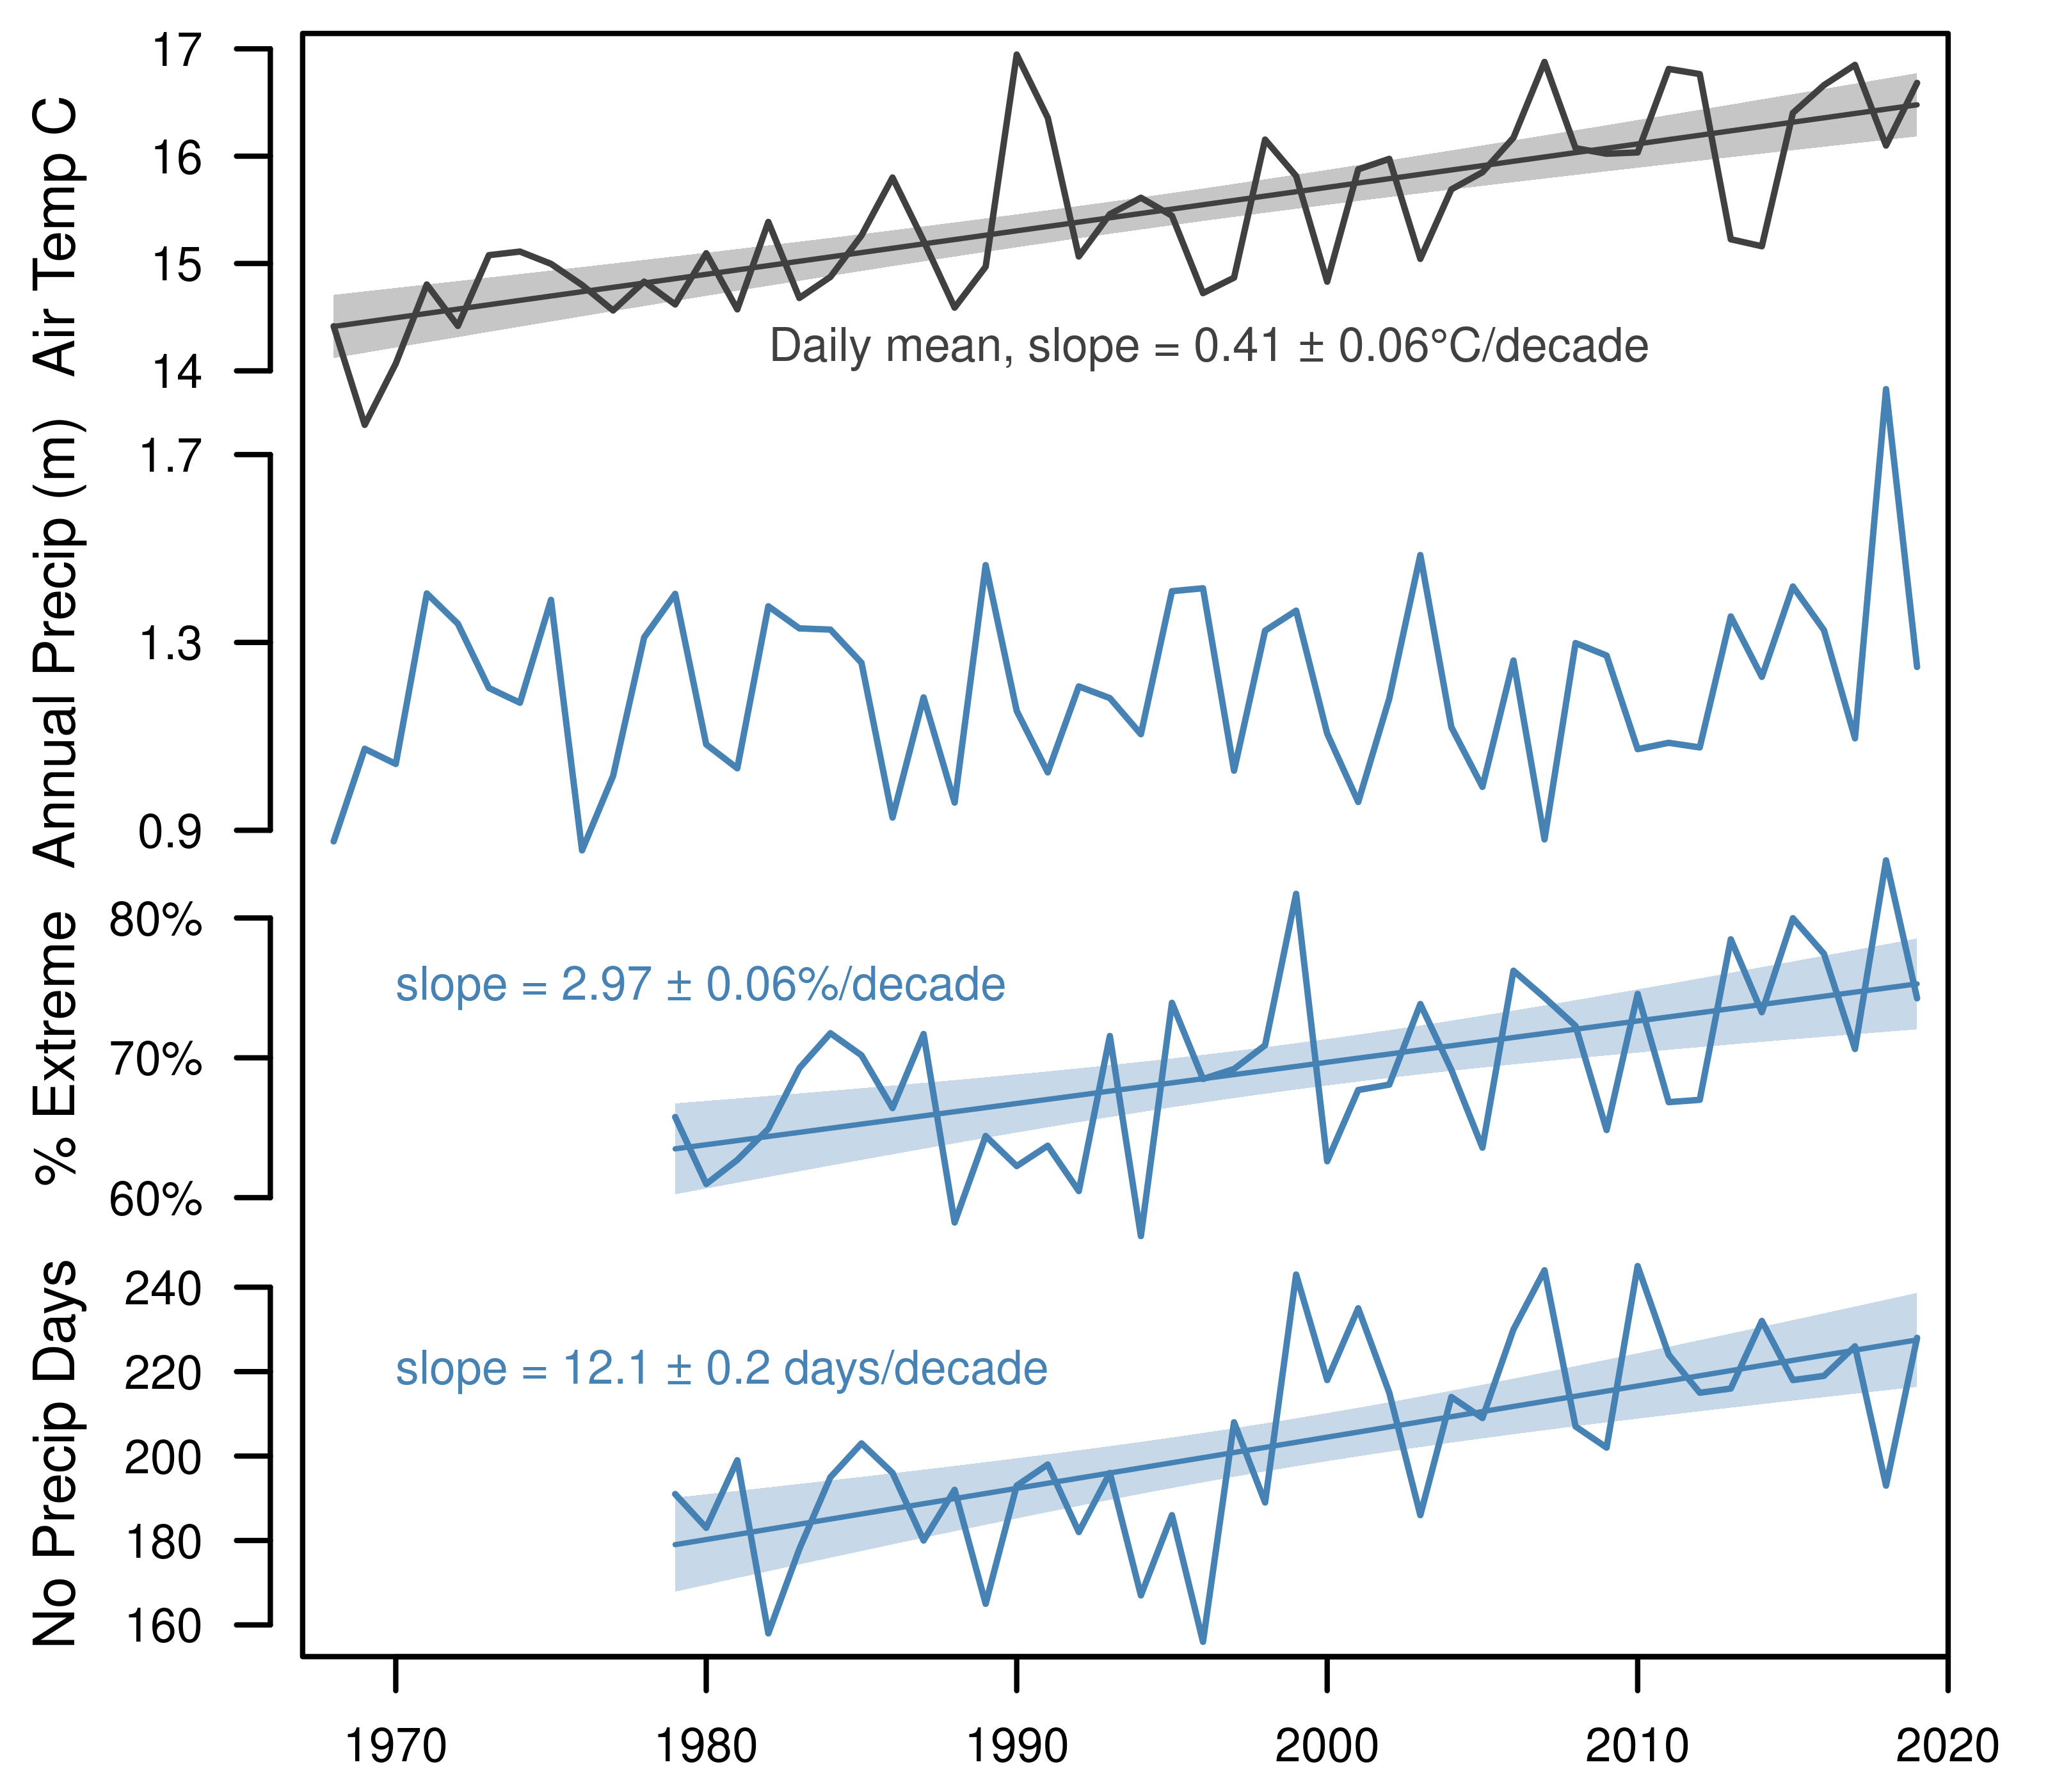 Air Temp C
17
16
15
14
Daily mean, slope = 0.41 ± 0.06°C/decade
Annual Precip (m)
1.7
1.3
0.9
% Extreme
80%
70%
60%
slope = 2.97 ± 0.06%/decade
No Precip Days
240
220
200
180
160
slope = 12.1 ± 0.2 days/decade
1970 1980 1990 2000 2010 2020